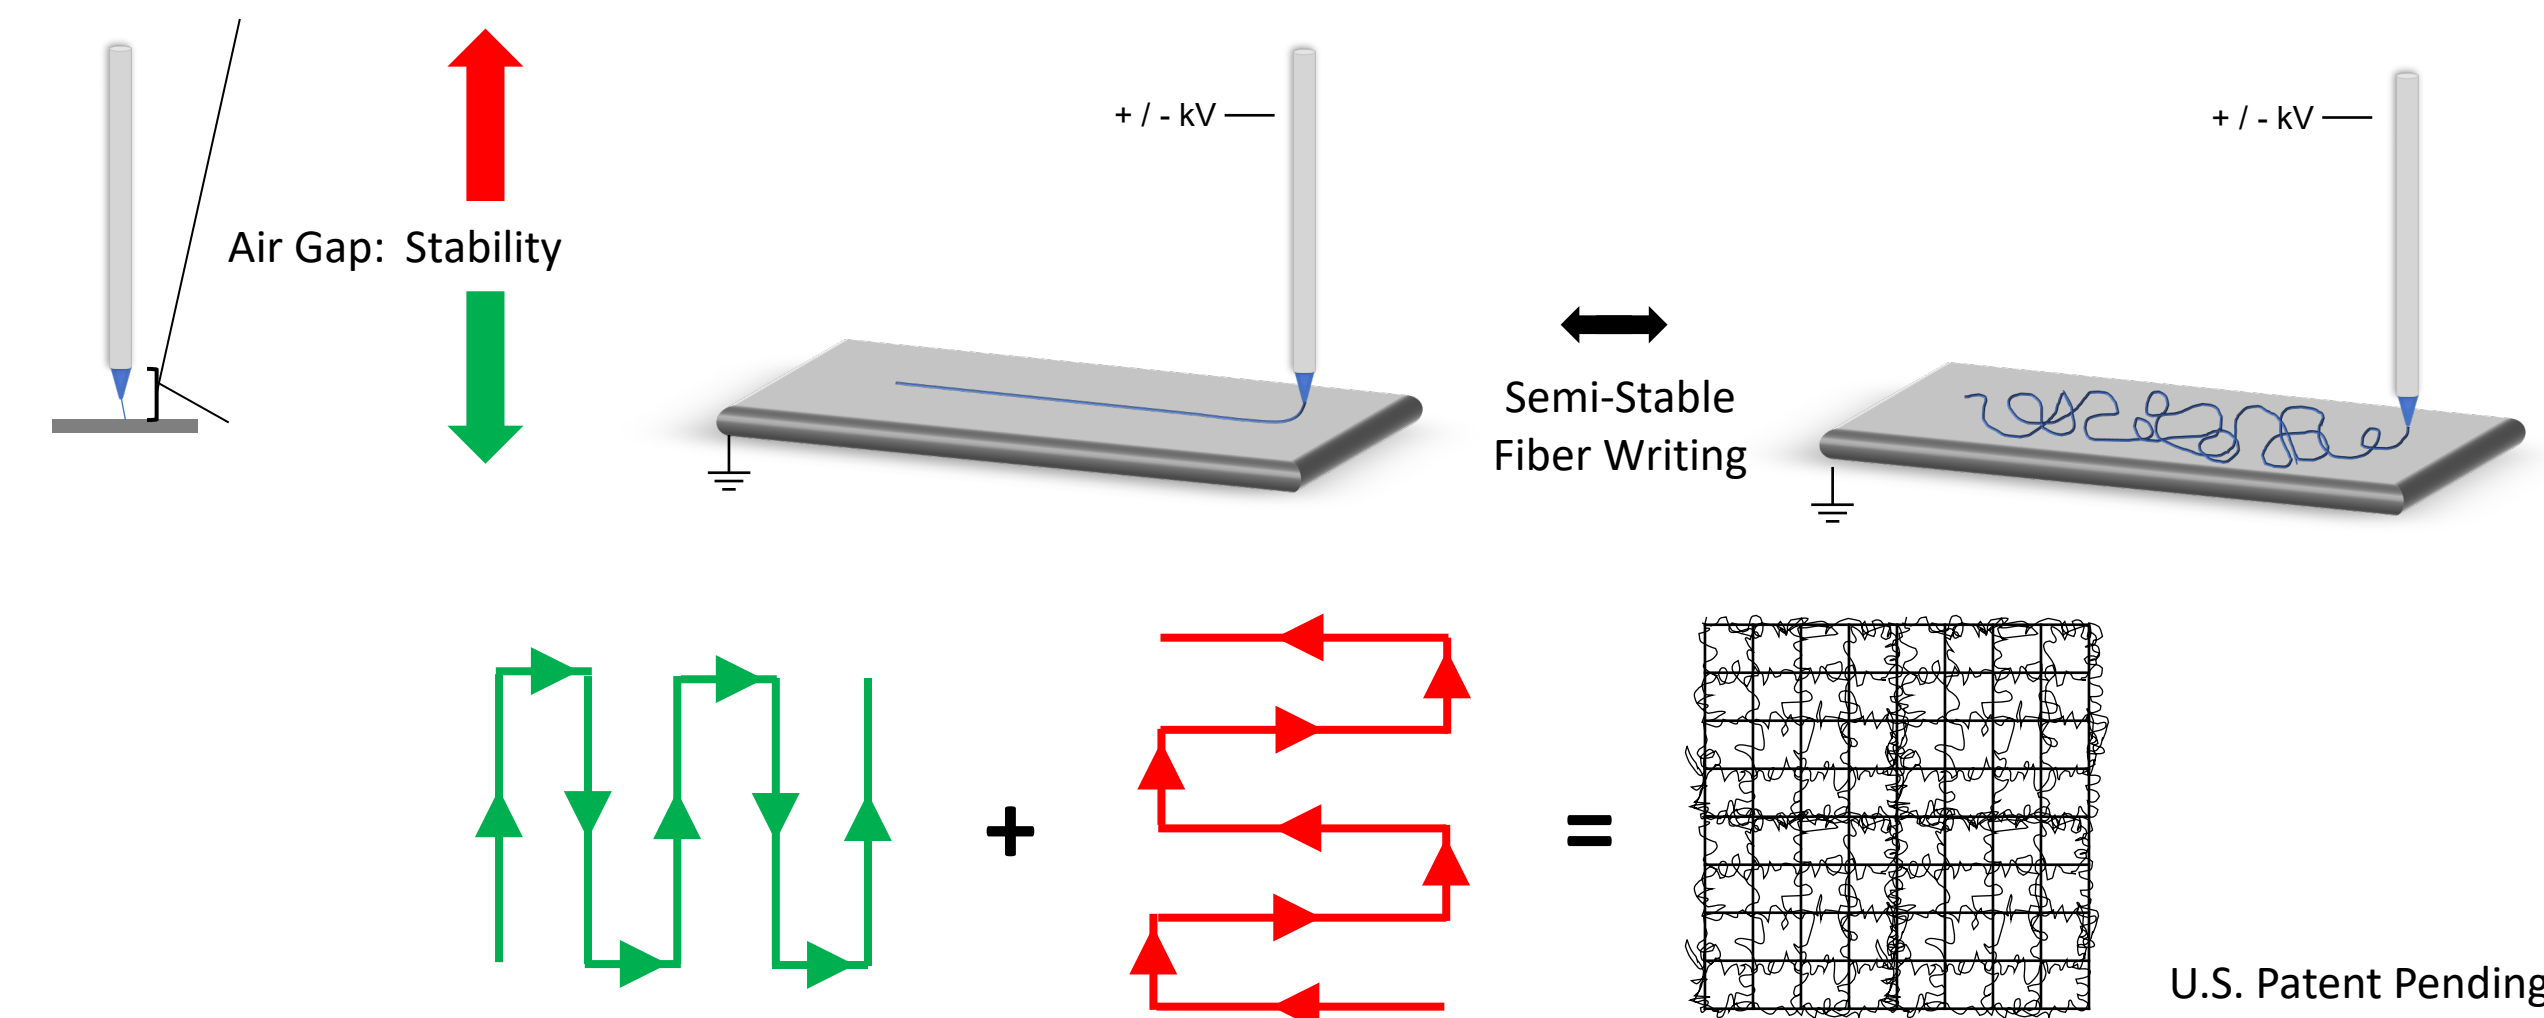 + / - kV
+ / - kV
Air Gap: Stability
Semi-Stable
Fiber Writing
+
=
U.S. Patent Pending